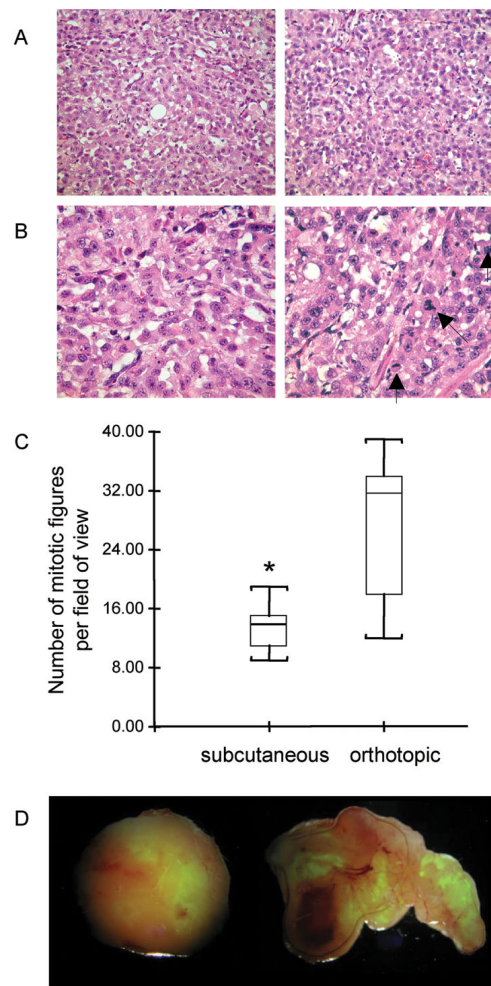 A
B
C
Number of mitotic figures
per field of view
40.00
32.00
24.00
16.00
8.00
0.00
*
subcutaneous
orthotopic
D